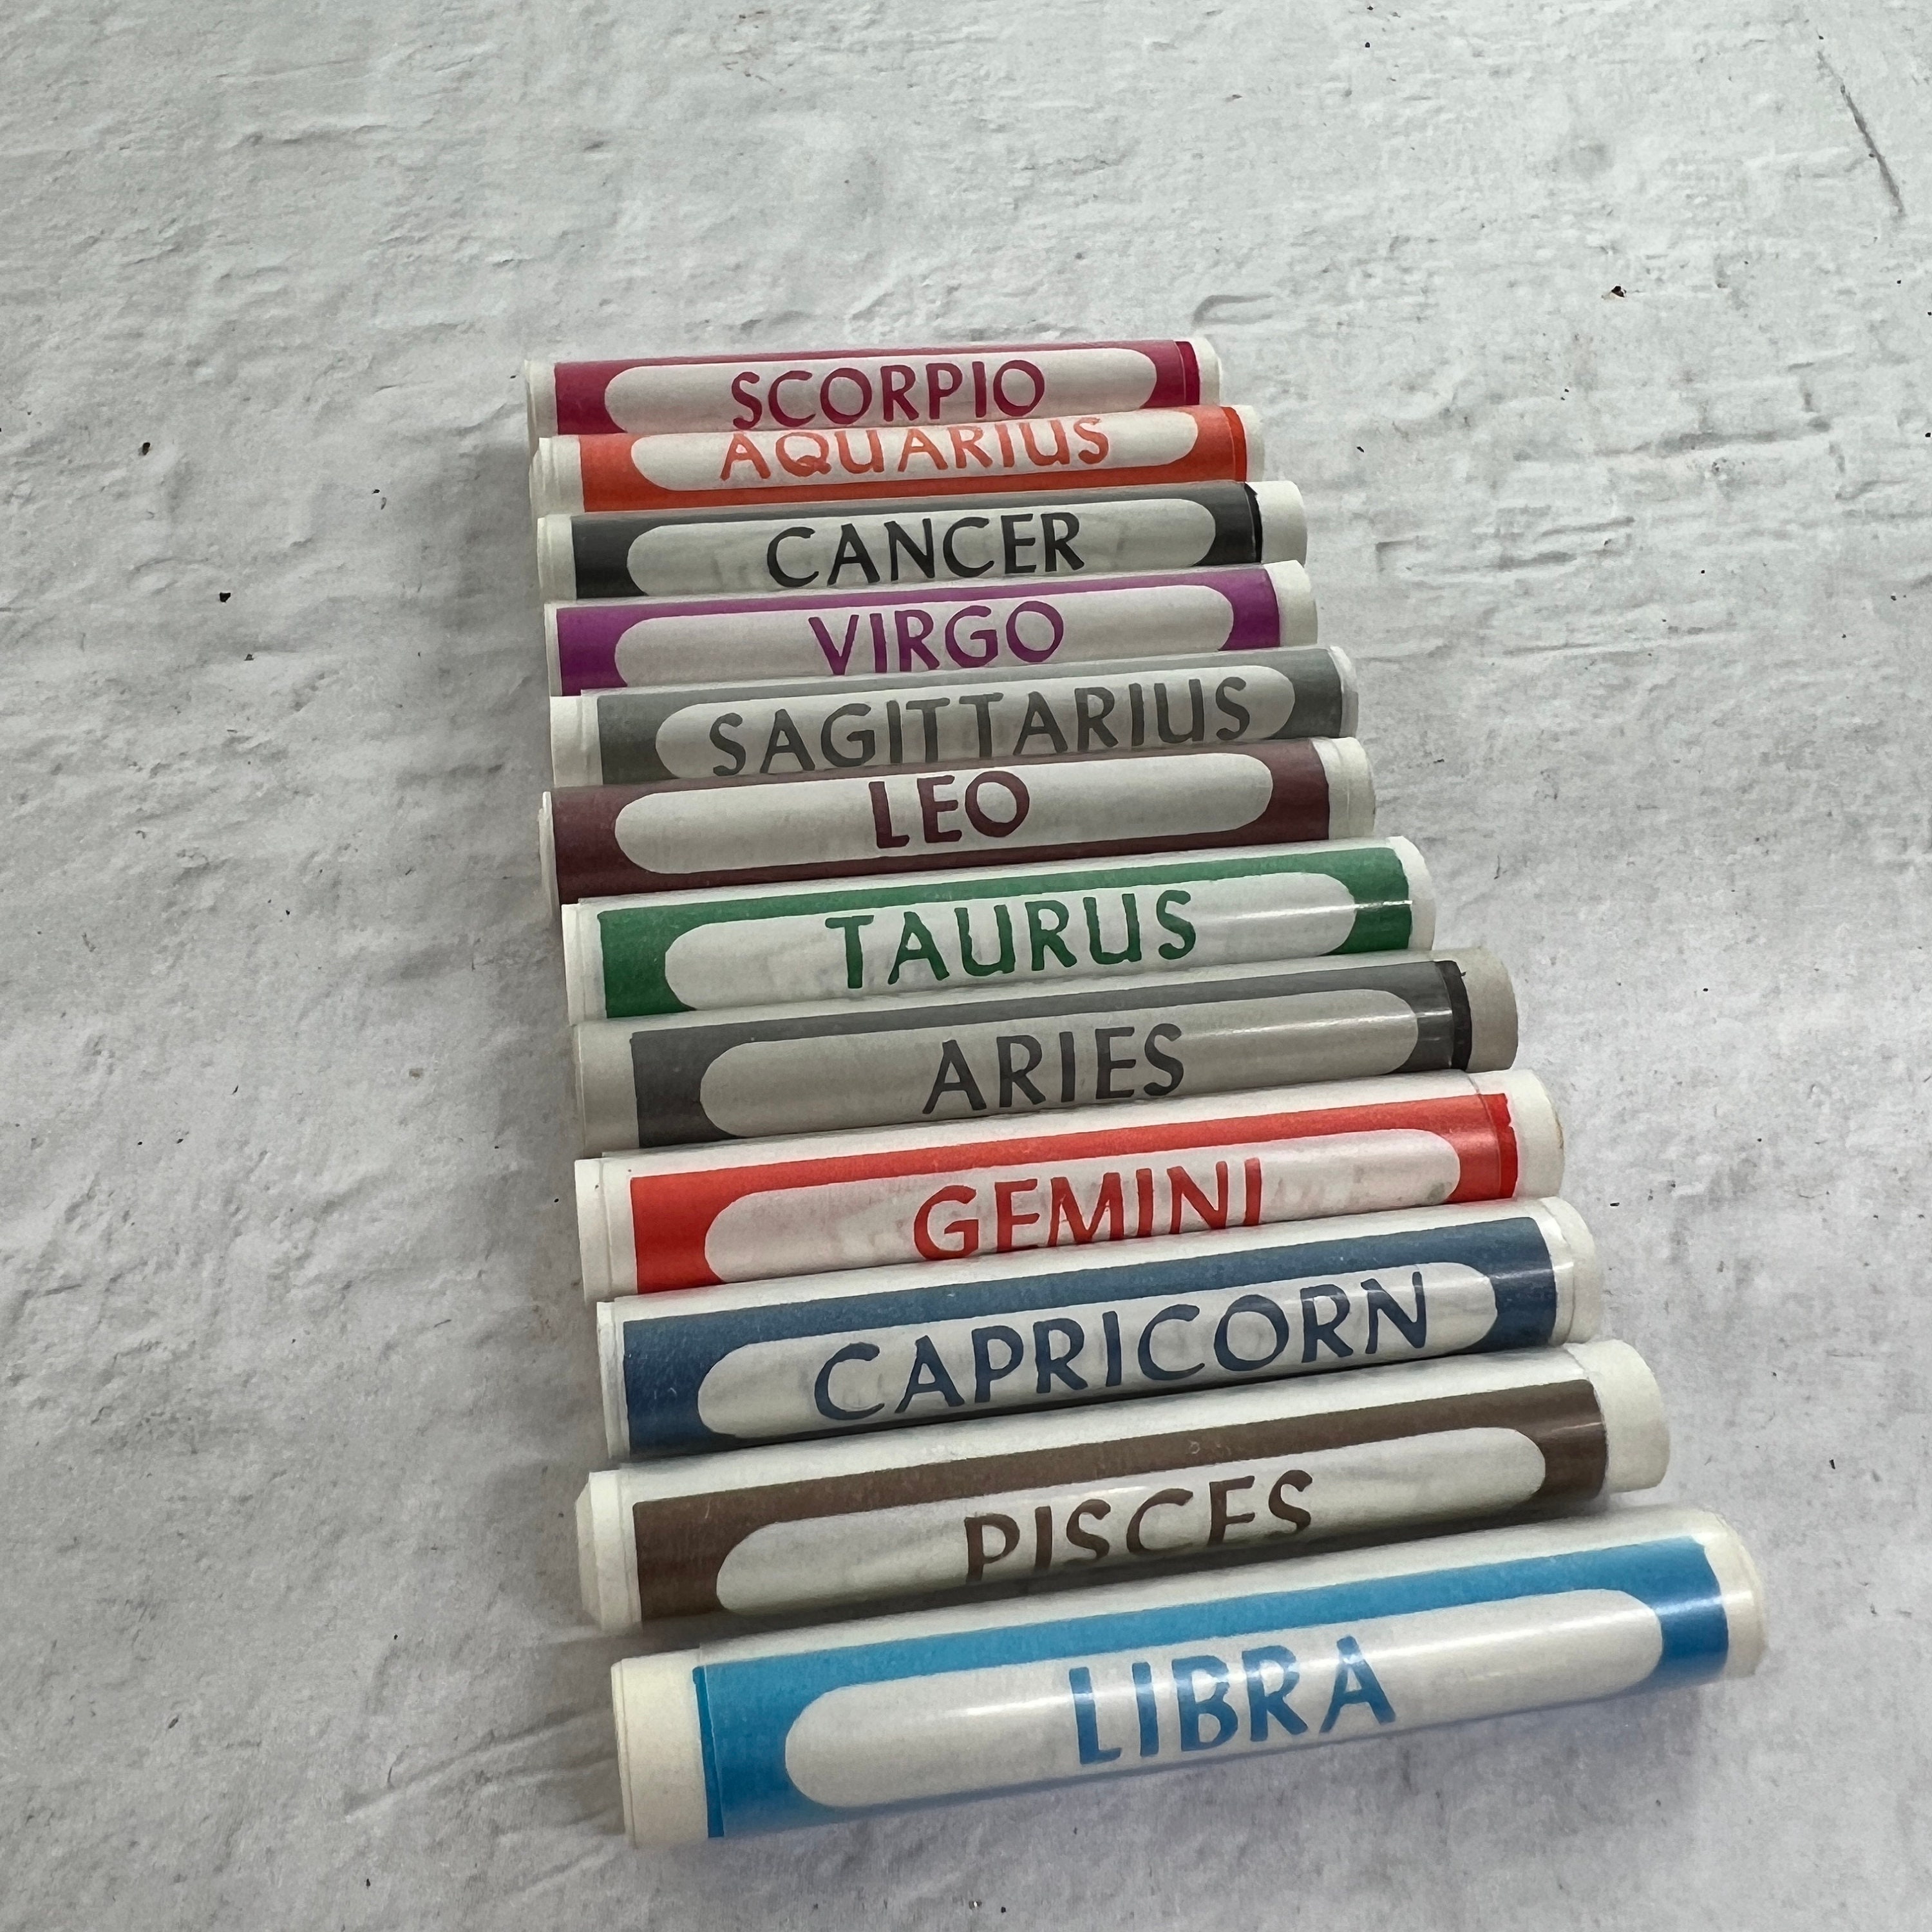 SCORPIO
AQUARIUS
CANCER
VIRGO
SAGITTARIUS
LEO
TAURUS
ARIES
GEMINI
CAPRICORN
PISCES
LIBRA